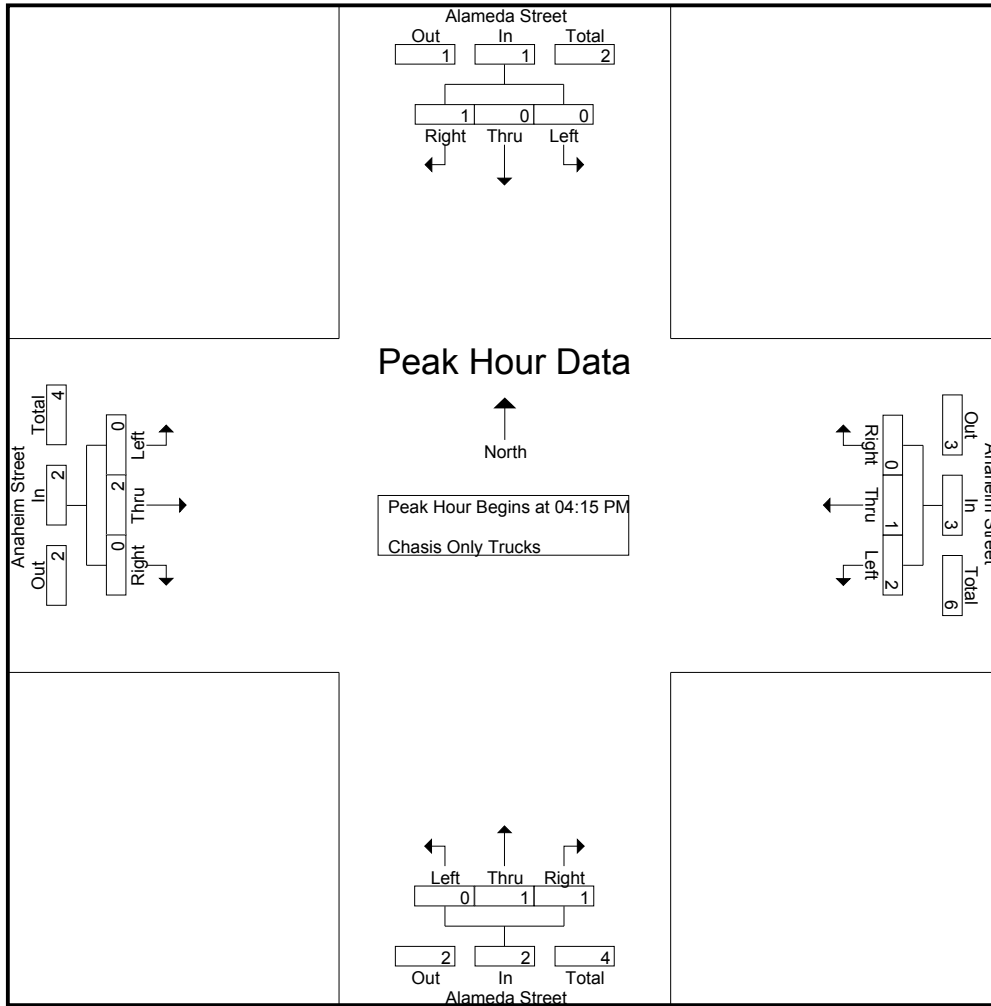 Alameda Street
Out In Total
1 1 2
1 0 0
Right Thru Left
Peak Hour Data
North
Peak Hour Begins at 04:15 PM
Chasis Only Trucks
Anaheim Street
Out In Total
2 2 4
0 2 0
Left Thru Right
Anaheim Street
Out In Total
3 3 6
0 1 2
Right Thru Left
Left Thru Right
0 1 1
2 2 4
Out In Total
Alameda Street